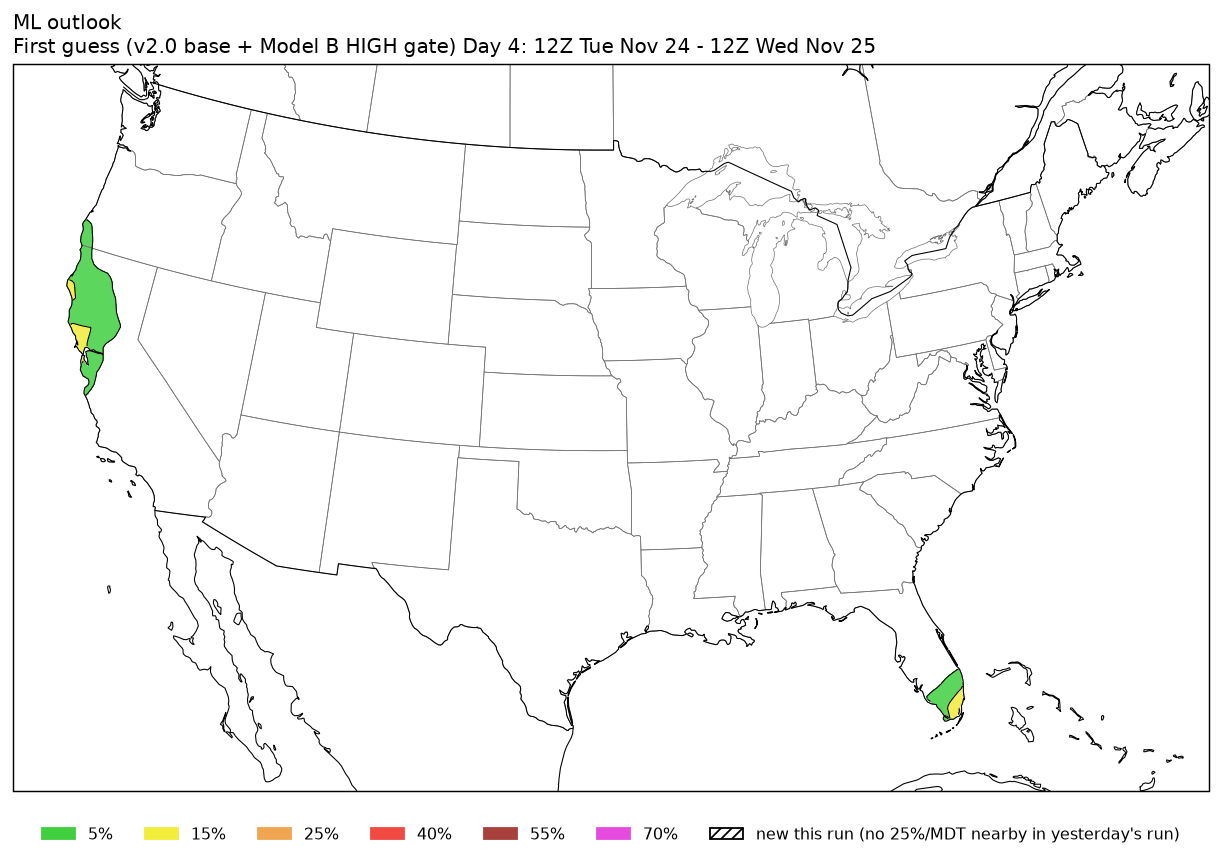 ML outlook
First guess (v2.0 base + Model B HIGH gate) Day 4: 12Z Tue Nov 24 - 12Z Wed Nov 25
5% 15% 25% 40% 55% 70% new this run (no 25%/MDT nearby in yesterday's run)